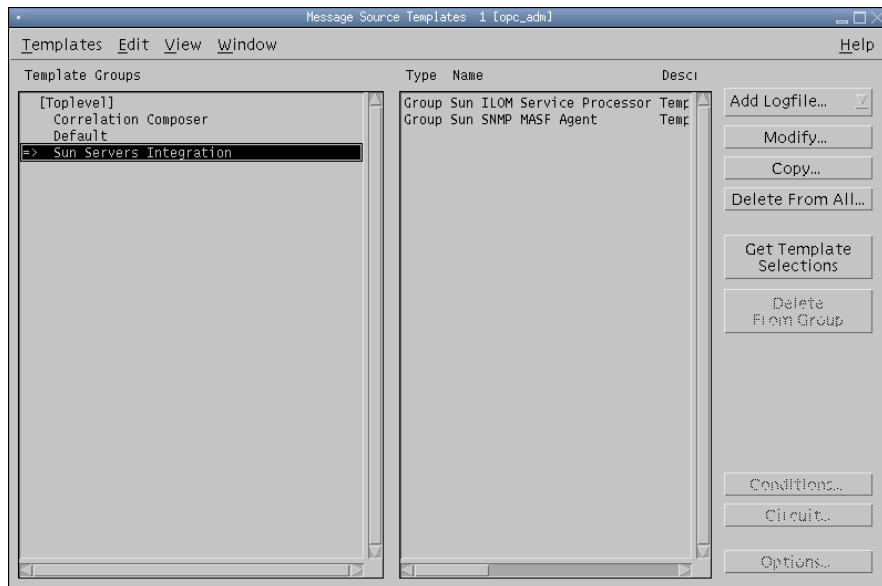 Message Source Templates 1 [opc_adm]
Templates Edit View Window Help
Template Groups
[Toplevel]
Correlation Composer
Default
=> Sun Servers Integration
Type Name Descr
Group Sun ILOM Service Processor Temp
Group Sun SNMP MASF Agent Temp
Add Logfile...
Modify...
Copy...
Delete From All...
Get Template
Selections
Delete
From Group
Conditions...
Circuit...
Options...